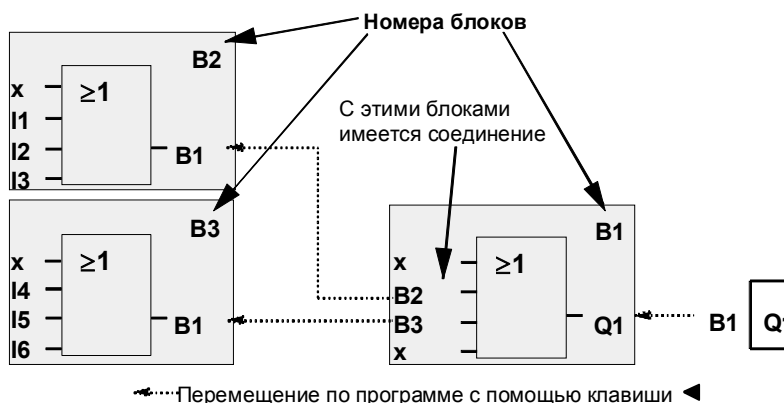 Номера блоков
B2
x
≥1
I1
I2
B1
I3
С этими блоками
имеется соединение
B3
x
≥1
I4
I5
B1
I6
B1
x
≥1
B2
B3
Q1
x
B1
Q1
Перемещение по программе с помощью клавиши ◄